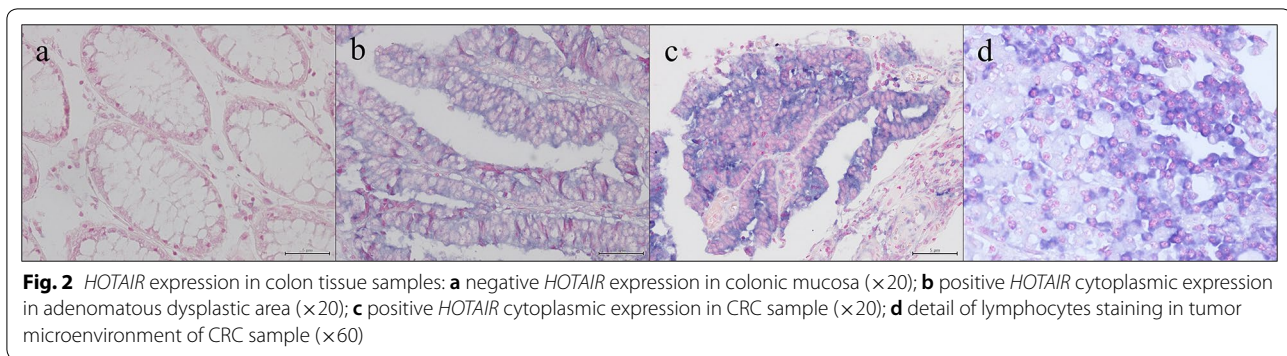 a
b
c
d
5 µm
Fig. 2 HOTAIR expression in colon tissue samples: a negative HOTAIR expression in colonic mucosa (×20); b positive HOTAIR cytoplasmic expression
in adenomatous dysplastic area (×20); c positive HOTAIR cytoplasmic expression in CRC sample (×20); d detail of lymphocytes staining in tumor
microenvironment of CRC sample (×60)